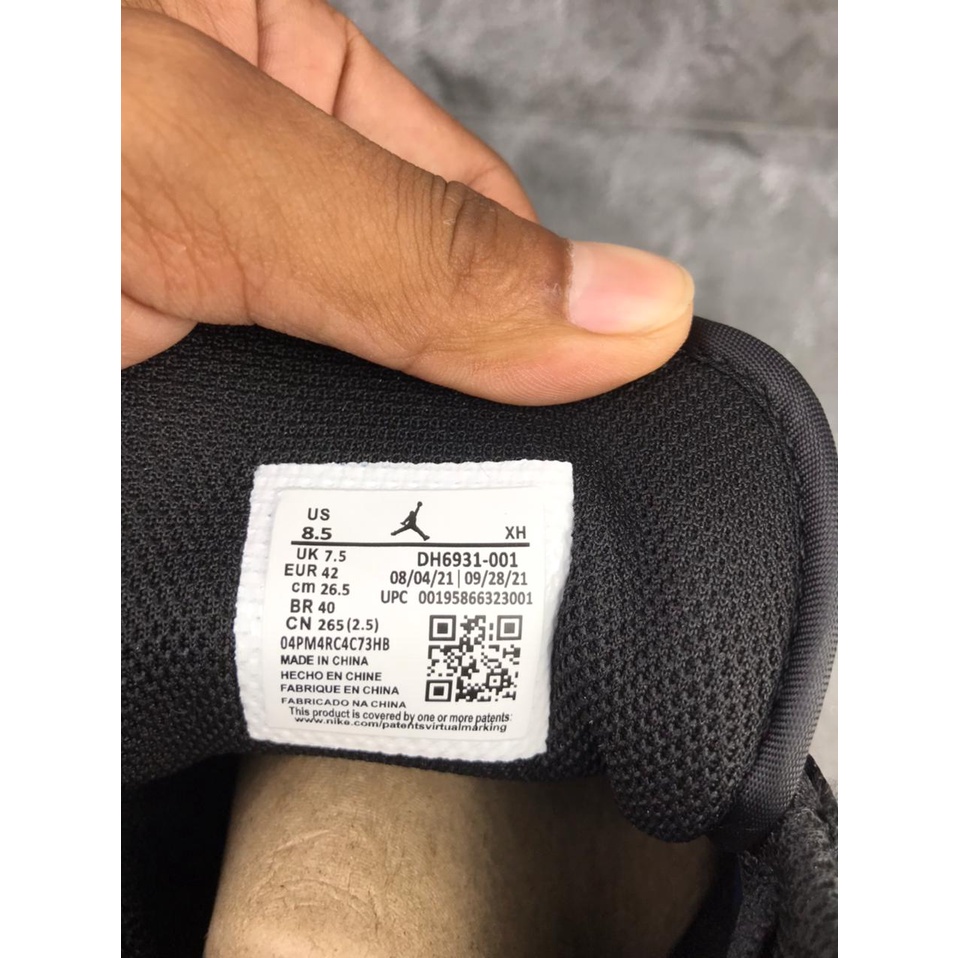 US
8.5
XH
UK 7.5
EUR 42
cm 26.5
BR 40
CN 265 (2.5)
DH6931-001
08/04/21 | 09/28/21
UPC 00195866323001
04PM4RC4C73HB
MADE IN CHINA
HECHO EN CHINE
FABRIQUE EN CHINA
FABRICADO NA CHINA
This product is covered by one or more patents:
www.nike.com/patentsvirtualmarking